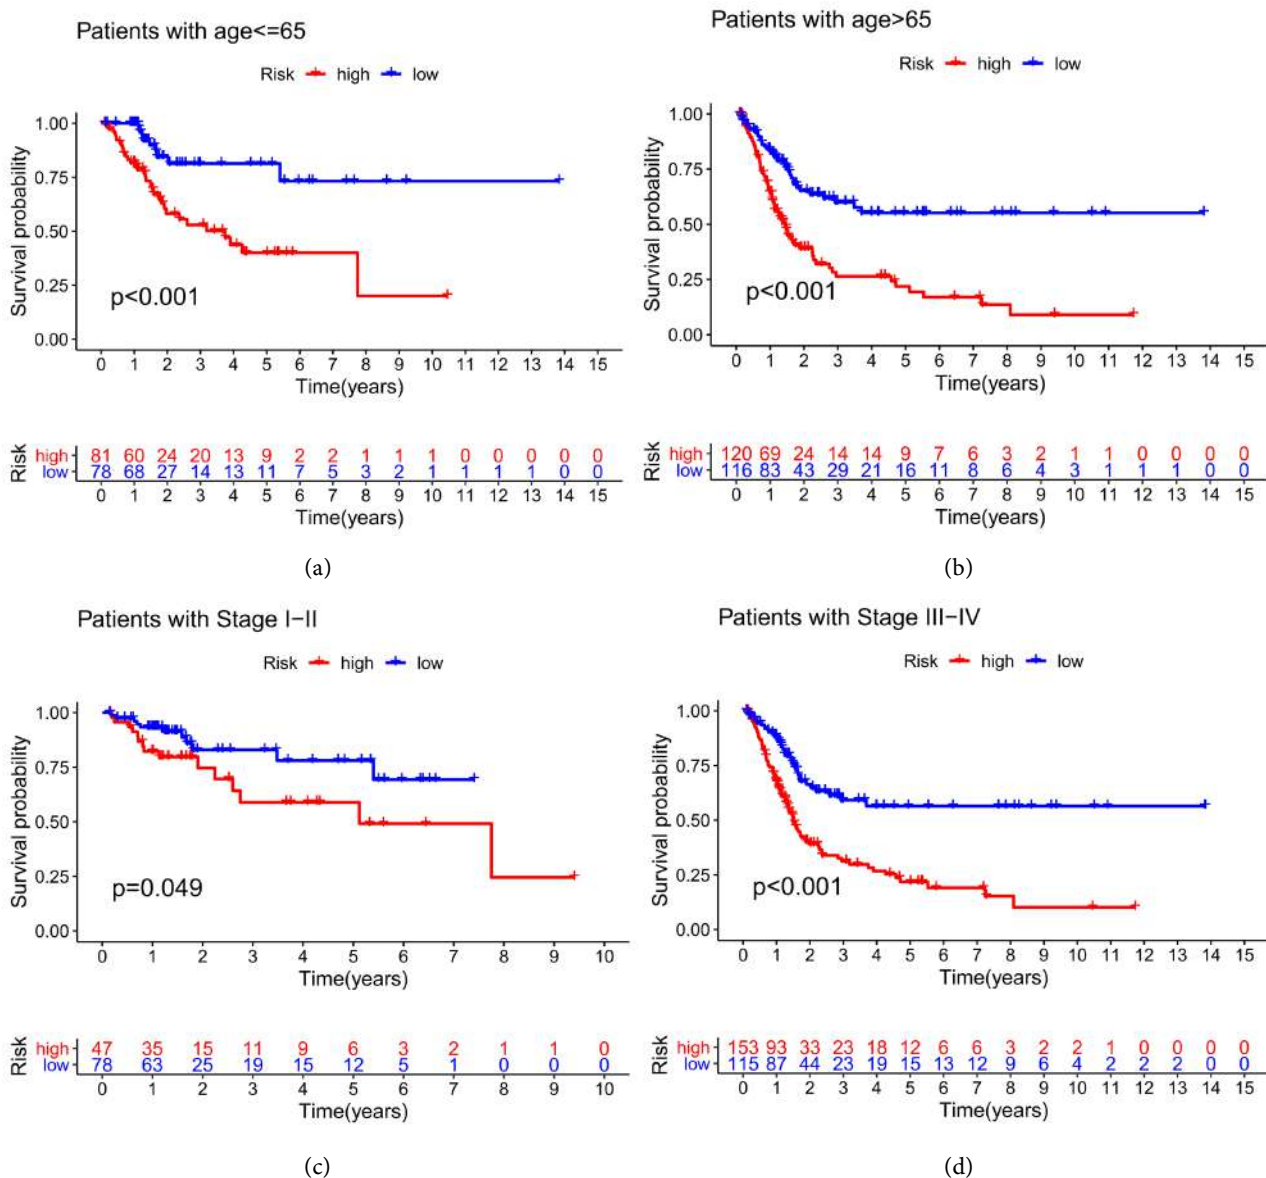 Patients with age<=65
Risk high low
Survival probability
1.00
0.75
0.50
0.25
0.00
p<0.001
0 1 2 3 4 5 6 7 8 9 10 11 12 13 14 15
Time(years)
Risk
high 81 60 24 20 13 9 2 2 1 1 1 0 0 0 0 0
low 78 68 27 14 13 11 7 5 3 2 1 1 1 1 0 0
0 1 2 3 4 5 6 7 8 9 10 11 12 13 14 15
Time(years)
(a)
Patients with age>65
Risk high low
Survival probability
1.00
0.75
0.50
0.25
0.00
p<0.001
0 1 2 3 4 5 6 7 8 9 10 11 12 13 14 15
Time(years)
Risk
high 120 69 24 14 14 9 7 6 3 2 1 1 0 0 0 0
low 116 83 43 29 21 16 11 8 6 4 3 1 1 1 0 0
0 1 2 3 4 5 6 7 8 9 10 11 12 13 14 15
Time(years)
(b)
Patients with Stage I-II
Risk high low
Survival probability
1.00
0.75
0.50
0.25
0.00
p=0.049
0 1 2 3 4 5 6 7 8 9 10
Time(years)
Risk
high 47 35 15 11 9 6 3 2 1 1 0
low 78 63 25 19 15 12 5 1 0 0 0
0 1 2 3 4 5 6 7 8 9 10
Time(years)
(c)
Patients with Stage III-IV
Risk high low
Survival probability
1.00
0.75
0.50
0.25
0.00
p<0.001
0 1 2 3 4 5 6 7 8 9 10 11 12 13 14 15
Time(years)
Risk
high 153 93 33 23 18 12 6 6 3 2 2 1 0 0 0 0
low 115 87 44 23 19 15 13 12 9 6 4 2 2 2 0 0
0 1 2 3 4 5 6 7 8 9 10 11 12 13 14 15
Time(years)
(d)